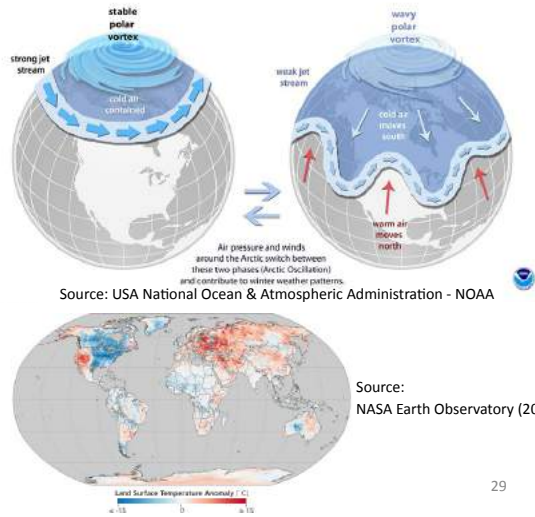 stable
polar
vortex
strong jet
stream
cold air
contained
wavy
polar
vortex
weak jet
stream
cold air
moves
south
warm air
moves
north
Air pressure and winds
around the Arctic switch between
these two phases (Arctic Oscillation)
and contribute to winter weather patterns.
Source: USA National Ocean & Atmospheric Administration - NOAA
Source:
NASA Earth Observatory (20
Land Surface Temperature Anomaly (°C)
0
29